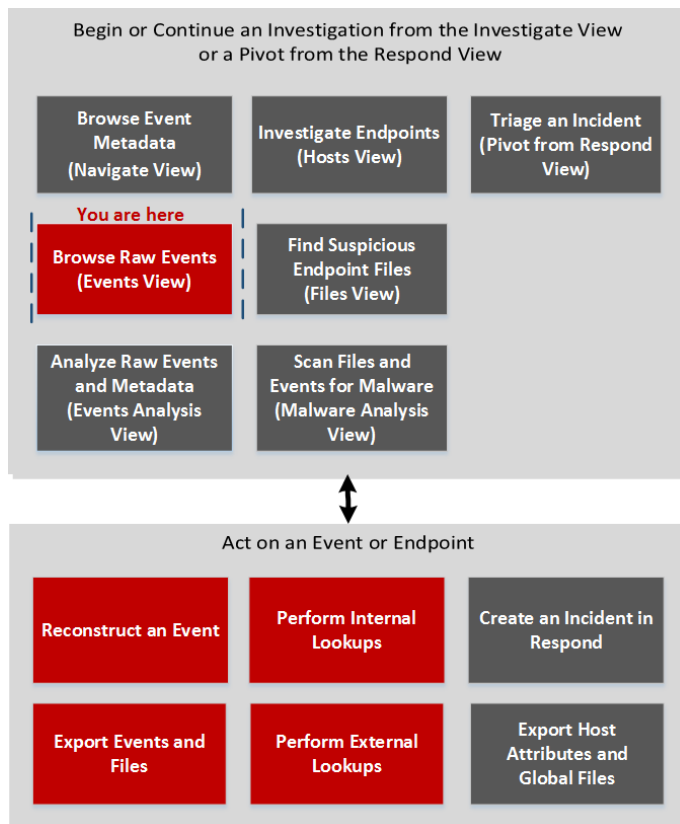 Begin or Continue an Investigation from the Investigate View
or a Pivot from the Respond View
Browse Event
Metadata
(Navigate View)
Investigate Endpoints
(Hosts View)
Triage an Incident
(Pivot from Respond
View)
You are here
Browse Raw Events
(Events View)
Find Suspicious
Endpoint Files
(Files View)
Analyze Raw Events
and Metadata
(Events Analysis
View)
Scan Files and
Events for Malware
(Malware Analysis
View)
Act on an Event or Endpoint
Reconstruct an Event
Perform Internal
Lookups
Create an Incident in
Respond
Export Events and
Files
Perform External
Lookups
Export Host
Attributes and
Global Files